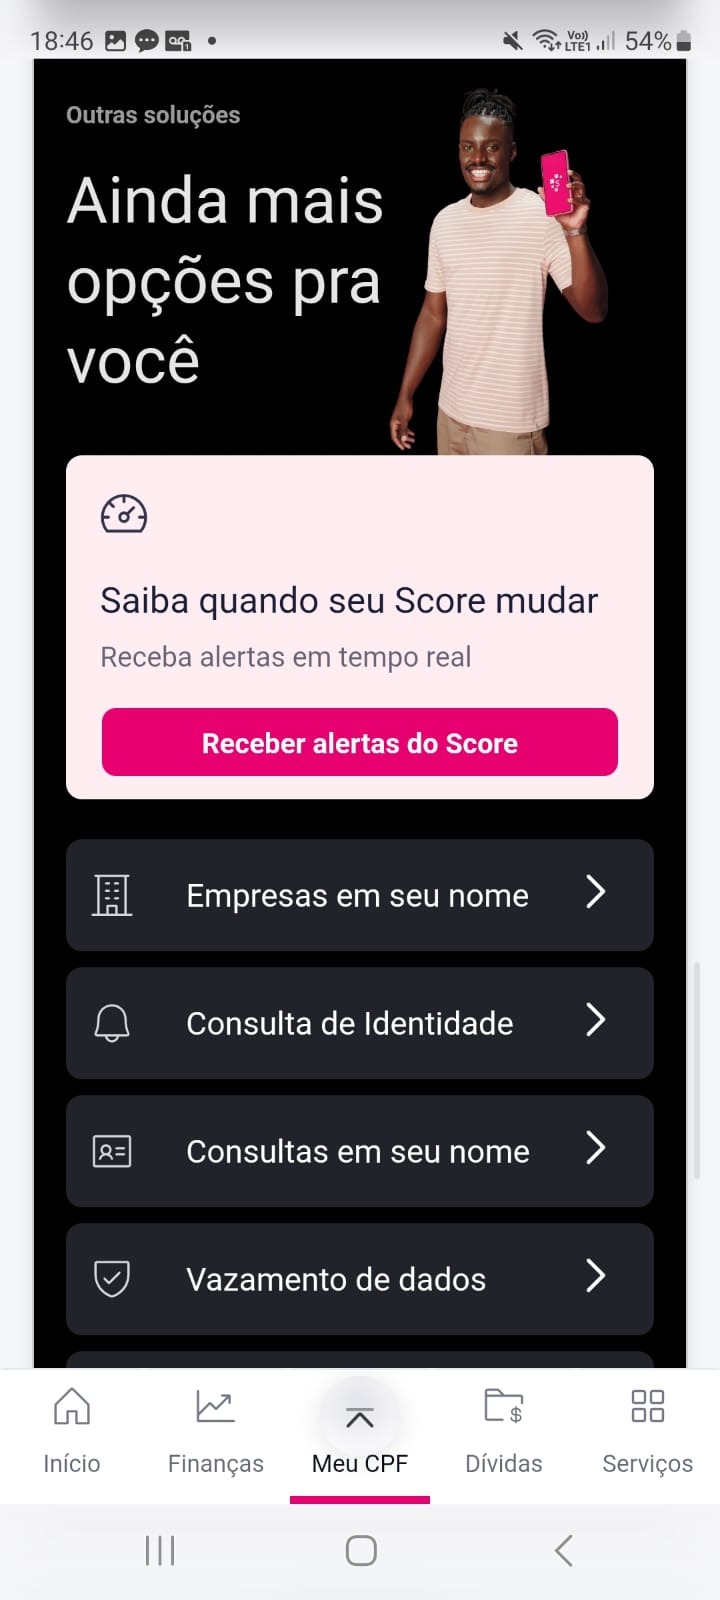 18:46
Vo))
LTE1
54%
Outras soluções
Ainda mais
opções pra
você
Saiba quando seu Score mudar
Receba alertas em tempo real
Receber alertas do Score
Empresas em seu nome
Consulta de Identidade
Consultas em seu nome
Vazamento de dados
Início
Finanças
Meu CPF
Dívidas
Serviços